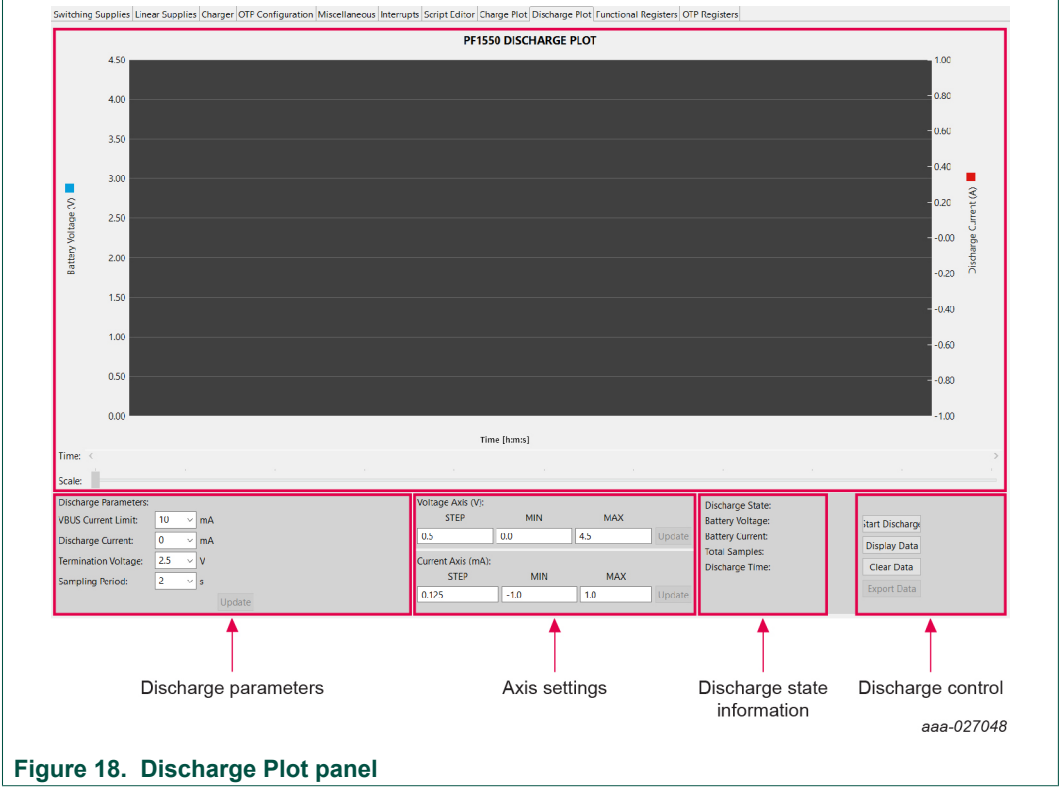 Switching Supplies Linear Supplies Charger OTP Configuration Miscellaneous Interrupts Script Editor Charge Plot Discharge Plot Functional Registers OTP Registers
PF1550 DISCHARGE PLOT
4.50
4.00
3.50
3.00
2.50
2.00
1.50
1.00
0.50
0.00
Battery Voltage (V)
1.00
0.80
0.60
0.40
0.20
-0.00
-0.20
-0.40
-0.60
-0.80
-1.00
Discharge Current (A)
Time [h:m:s]
Time:
Scale:
Discharge Parameters:
VBUS Current Limit: 10 mA
Discharge Current: 0 mA
Termination Voltage: 2.5 V
Sampling Period: 2 s
Update
Voltage Axis (V):
STEP MIN MAX
0.5 0.0 4.5 Update
Current Axis (mA):
STEP MIN MAX
0.125 -1.0 1.0 Update
Discharge State:
Battery Voltage:
Battery Current:
Total Samples:
Discharge Time:
Start Discharge
Display Data
Clear Data
Export Data
Discharge parameters
Axis settings
Discharge state
information
Discharge control
aaa-027048
Figure 18. Discharge Plot panel